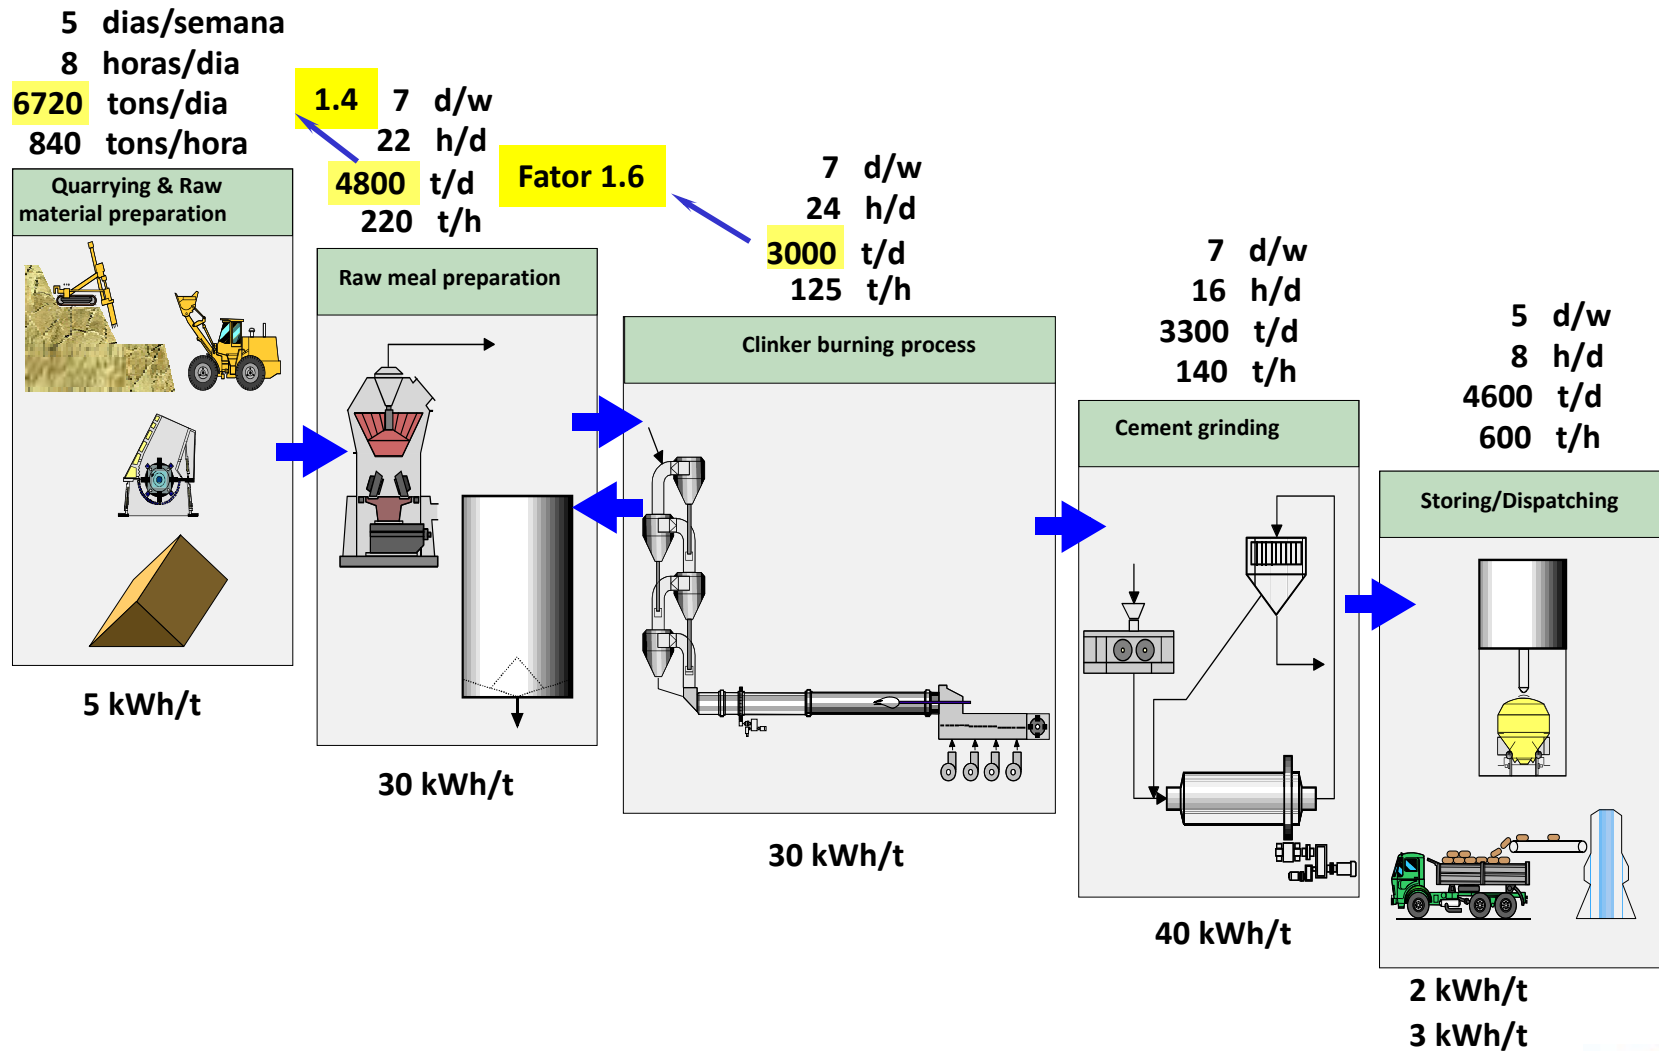 5 dias/semana
8 horas/dia
6720 tons/dia
840 tons/hora
Quarrying & Raw
material preparation
5 kWh/t
1.4
7 d/w
22 h/d
4800 t/d
220 t/h
Raw meal preparation
30 kWh/t
Fator 1.6
7 d/w
24 h/d
3000 t/d
125 t/h
Clinker burning process
30 kWh/t
7 d/w
16 h/d
3300 t/d
140 t/h
Cement grinding
40 kWh/t
5 d/w
8 h/d
4600 t/d
600 t/h
Storing/Dispatching
2 kWh/t
3 kWh/t